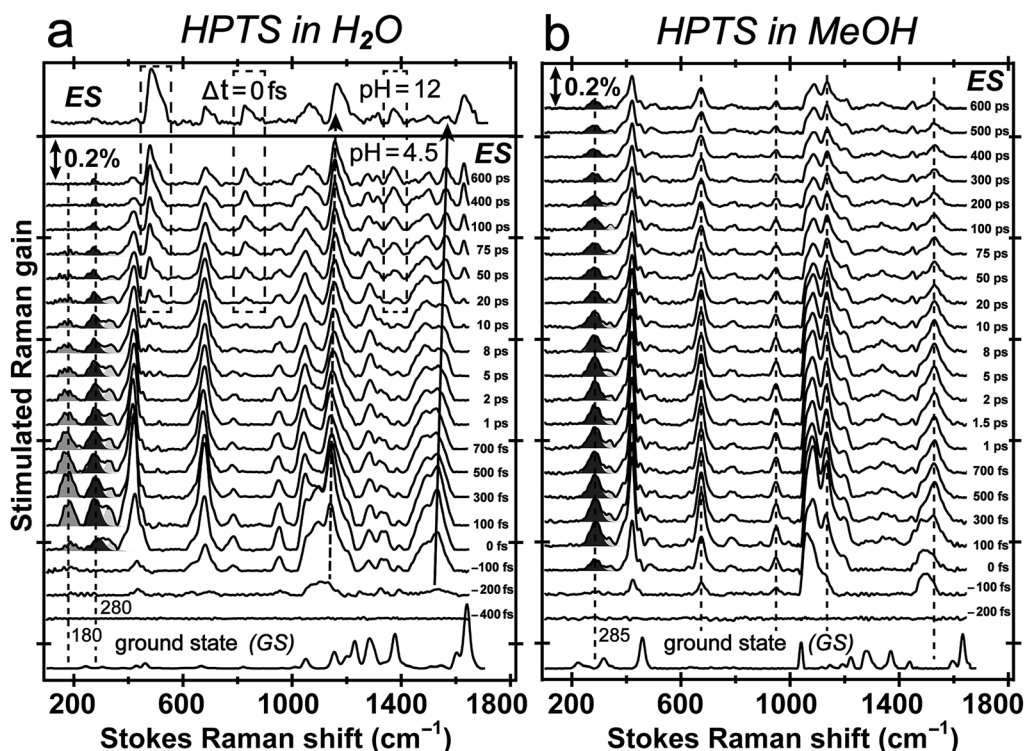 a HPTS in H₂O
ES
Δt = 0 fs
pH = 12
0.2%
pH = 4.5
ES
600 ps
400 ps
100 ps
75 ps
50 ps
20 ps
10 ps
8 ps
5 ps
2 ps
1 ps
700 fs
500 fs
300 fs
100 fs
0 fs
−100 fs
−200 fs
−400 fs
280
180
ground state (GS)
200 600 1000 1400 1800
Stokes Raman shift (cm⁻¹)
Stimulated Raman gain
b HPTS in MeOH
0.2%
ES
600 ps
500 ps
400 ps
300 ps
200 ps
100 ps
75 ps
50 ps
20 ps
10 ps
8 ps
5 ps
2 ps
1.5 ps
1 ps
700 fs
500 fs
300 fs
100 fs
0 fs
−100 fs
−200 fs
285
ground state (GS)
200 600 1000 1400 1800
Stokes Raman shift (cm⁻¹)